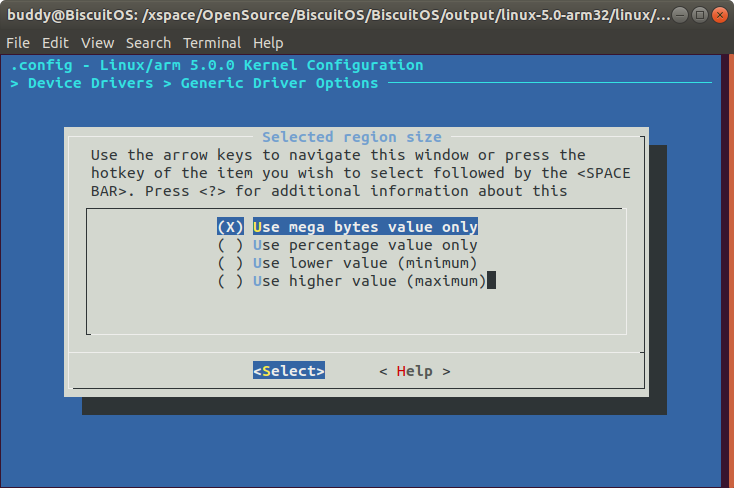 buddy@BiscuitOS: /xspace/OpenSource/BiscuitOS/BiscuitOS/output/linux-5.0-arm32/linux/...
File Edit View Search Terminal Help
.config - Linux/arm 5.0.0 Kernel Configuration
> Device Drivers > Generic Driver Options
Selected region size
Use the arrow keys to navigate this window or press the
hotkey of the item you wish to select followed by the <SPACE
BAR>. Press <?> for additional information about this
(X) Use mega bytes value only
( ) Use percentage value only
( ) Use lower value (minimum)
( ) Use higher value (maximum)
<Select> < Help >